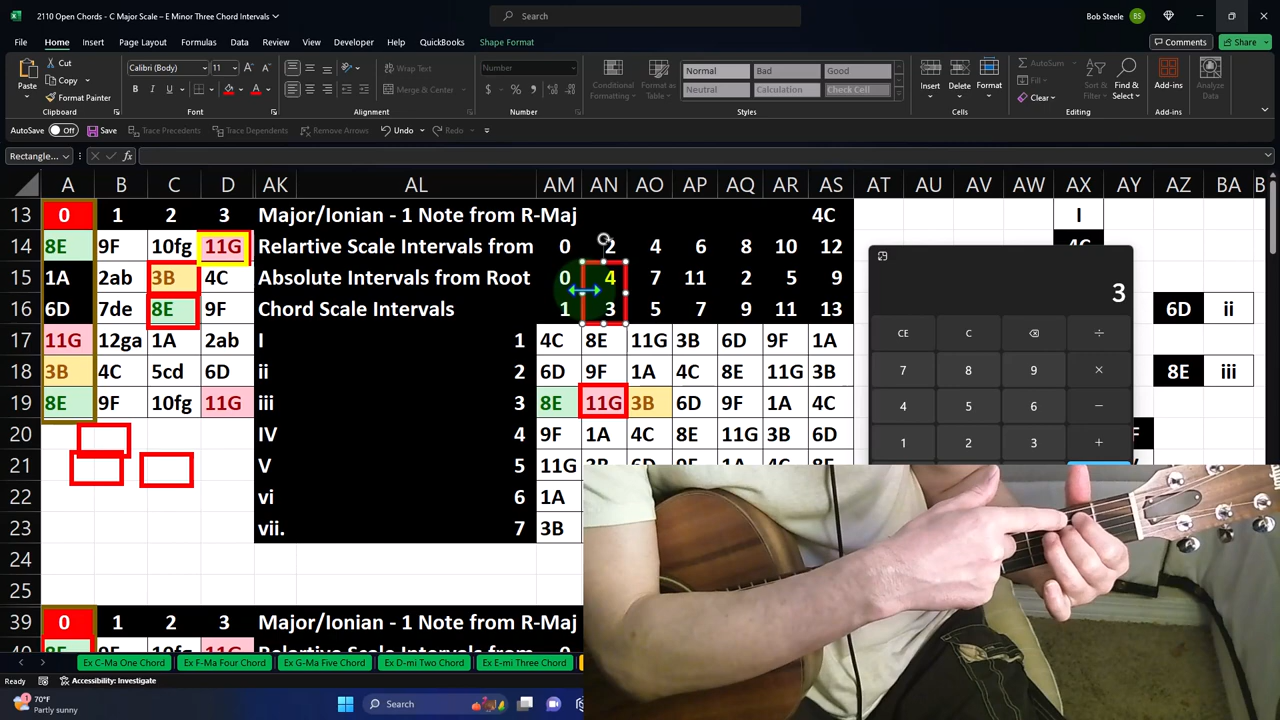 2110 Open Chords - C Major Scale – E Minor Three Chord Intervals
Search
Bob Steele BS
File Home Insert Page Layout Formulas Data Review View Developer Help QuickBooks Shape Format Comments Share
Paste Cut Copy Format Painter
Calibri (Body) 11 Wrap Text Merge & Center
Number
Conditional Formatting Format as Table
Normal Bad Good
Neutral Calculation Check Cell
Insert Delete Format
AutoSum Fill Clear
Sort & Filter Find & Select
Add-ins Analyze Data
Clipboard Font Alignment Number Styles Cells Editing Add-ins
AutoSave Off Save Trace Precedents Trace Dependents Remove Arrows Undo Redo
Rectangle... fx
A B C D AK AL AM AN AO AP AQ AR AS AT AU AV AW AX AY AZ BA B
13 0 1 2 3 Major/Ionian - 1 Note from R-Maj 4C I
14 8E 9F 10fg 11G Relartive Scale Intervals from 0 2 4 6 8 10 12
15 1A 2ab 3B 4C Absolute Intervals from Root 0 4 7 11 2 5 9
16 6D 7de 8E 9F Chord Scale Intervals 1 3 5 7 9 11 13 6D ii
17 11G 12ga 1A 2ab I 1 4C 8E 11G 3B 6D 9F 1A
18 3B 4C 5cd 6D ii 2 6D 9F 1A 4C 8E 11G 3B 8E iii
19 8E 9F 10fg 11G iii 3 8E 11G 3B 6D 9F 1A 4C
20 IV 4 9F 1A 4C 8E 11G 3B 6D
21 V 5 11G
22 vi 6 1A
23 vii. 7 3B
24
25
39 0 1 2 3 Major/Ionian - 1 Note from R-Maj
3
CE C ÷
7 8 9 ×
4 5 6 −
1 2 3 +
Ex C-Ma One Chord Ex F-Ma Four Chord Ex G-Ma Five Chord Ex D-mi Two Chord Ex E-mi Three Chord
Ready Accessibility: Investigate
70°F
Partly sunny
Search